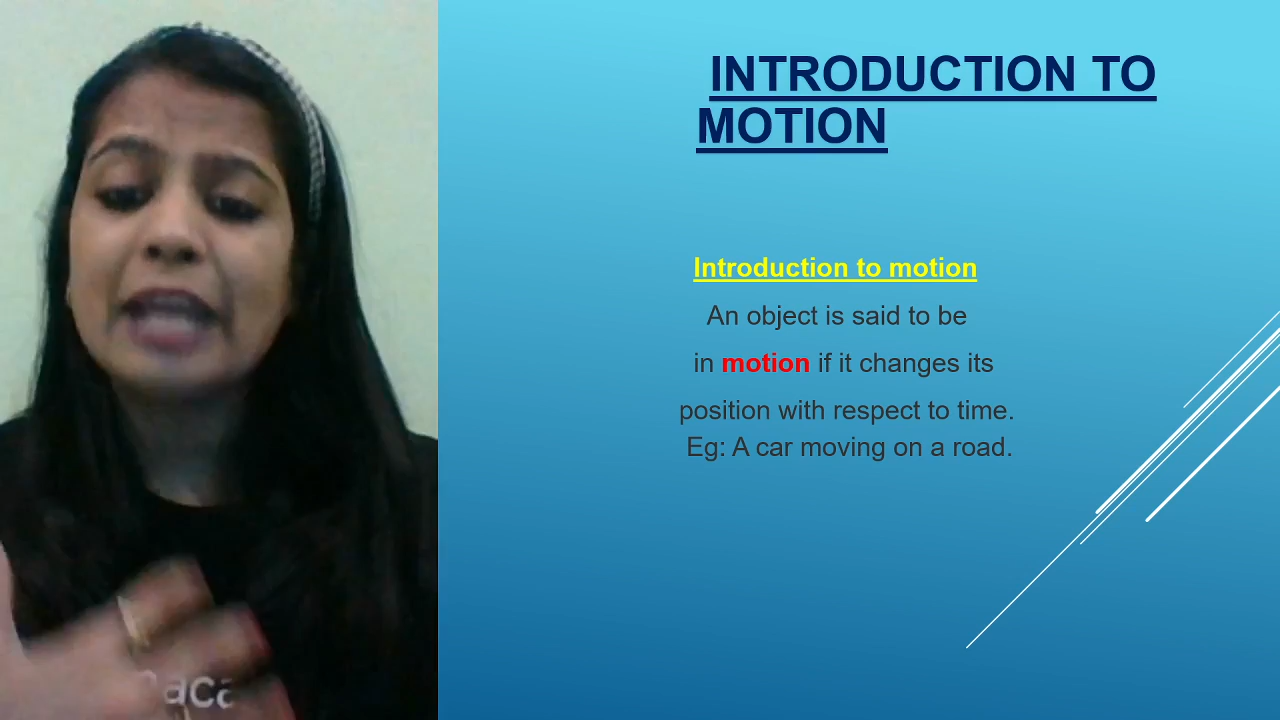 INTRODUCTION TO
MOTION
Introduction to motion
An object is said to be
in motion if it changes its
position with respect to time.
Eg: A car moving on a road.